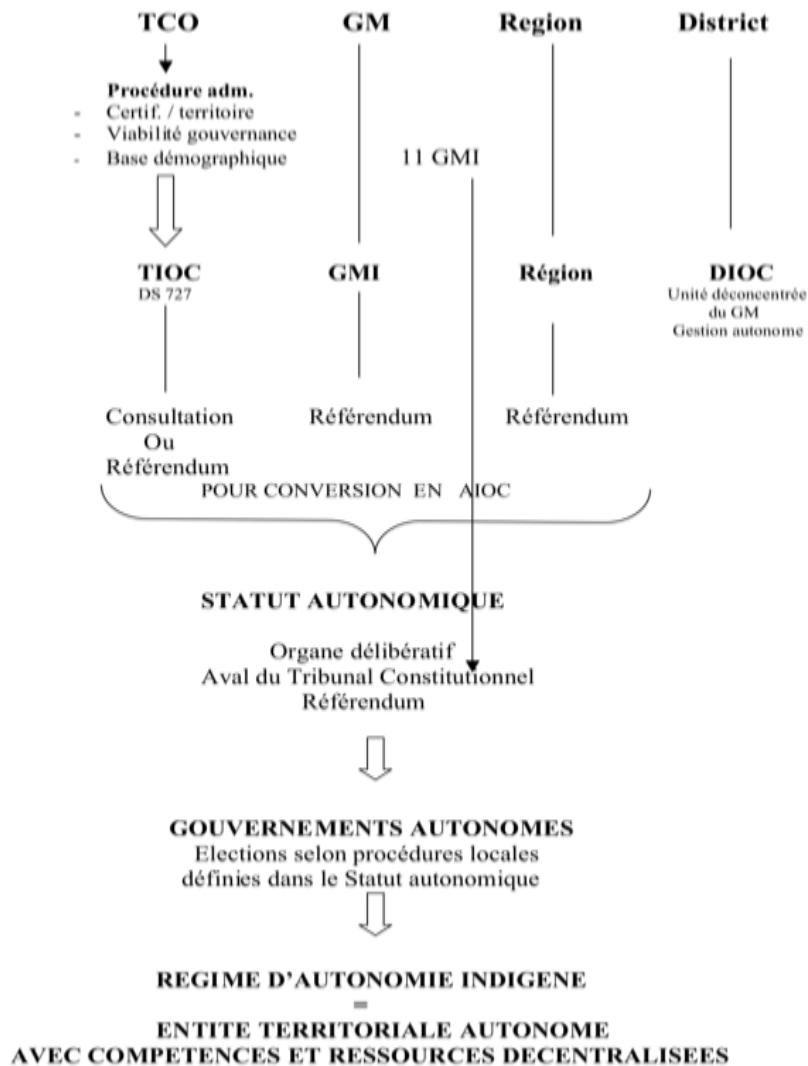 TCO GM Region District
Procédure adm.
- Certif. / territoire
- Viabilité gouvernance
- Base démographique
11 GMI
TIOC GMI Région DIOC
DS 727
Unité déconcentrée
du GM
Gestion autonome
Consultation Référendum Référendum
Ou
Référendum
POUR CONVERSION EN AIOC
STATUT AUTONOMIQUE
Organe délibératif
Aval du Tribunal Constitutionnel
Référendum
GOUVERNEMENTS AUTONOMES
Elections selon procédures locales
définies dans le Statut autonomique
REGIME D'AUTONOMIE INDIGENE
=
ENTITE TERRITORIALE AUTONOME
AVEC COMPETENCES ET RESSOURCES DECENTRALISEES